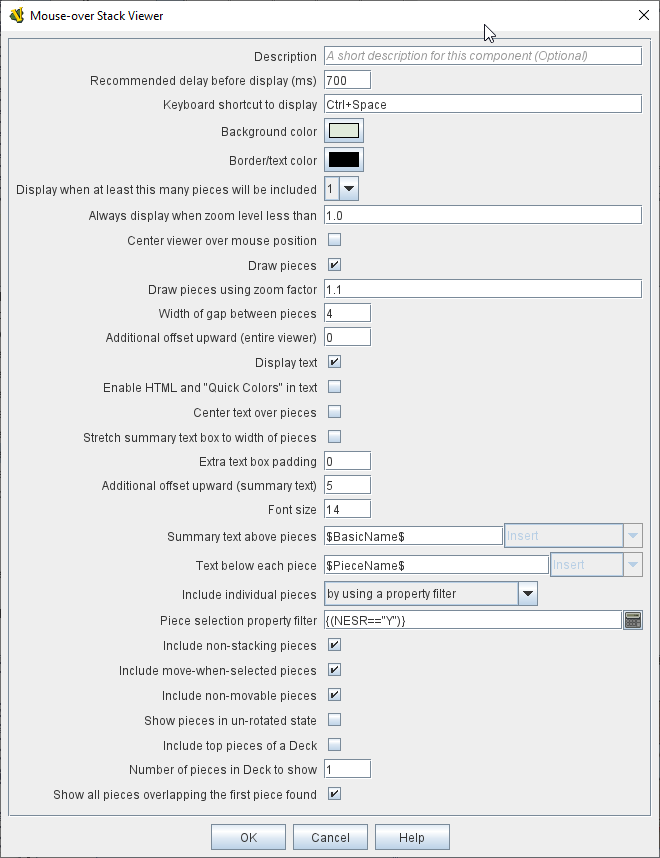 Mouse-over Stack Viewer
Description A short description for this component (Optional)
Recommended delay before display (ms) 700
Keyboard shortcut to display Ctrl+Space
Background color
Border/text color
Display when at least this many pieces will be included 1
Always display when zoom level less than 1.0
Center viewer over mouse position
Draw pieces
Draw pieces using zoom factor 1.1
Width of gap between pieces 4
Additional offset upward (entire viewer) 0
Display text
Enable HTML and "Quick Colors" in text
Center text over pieces
Stretch summary text box to width of pieces
Extra text box padding 0
Additional offset upward (summary text) 5
Font size 14
Summary text above pieces $BasicName$ Insert
Text below each piece $PieceName$ Insert
Include individual pieces by using a property filter
Piece selection property filter {(NESR=="Y")}
Include non-stacking pieces
Include move-when-selected pieces
Include non-movable pieces
Show pieces in un-rotated state
Include top pieces of a Deck
Number of pieces in Deck to show 1
Show all pieces overlapping the first piece found
OK Cancel Help